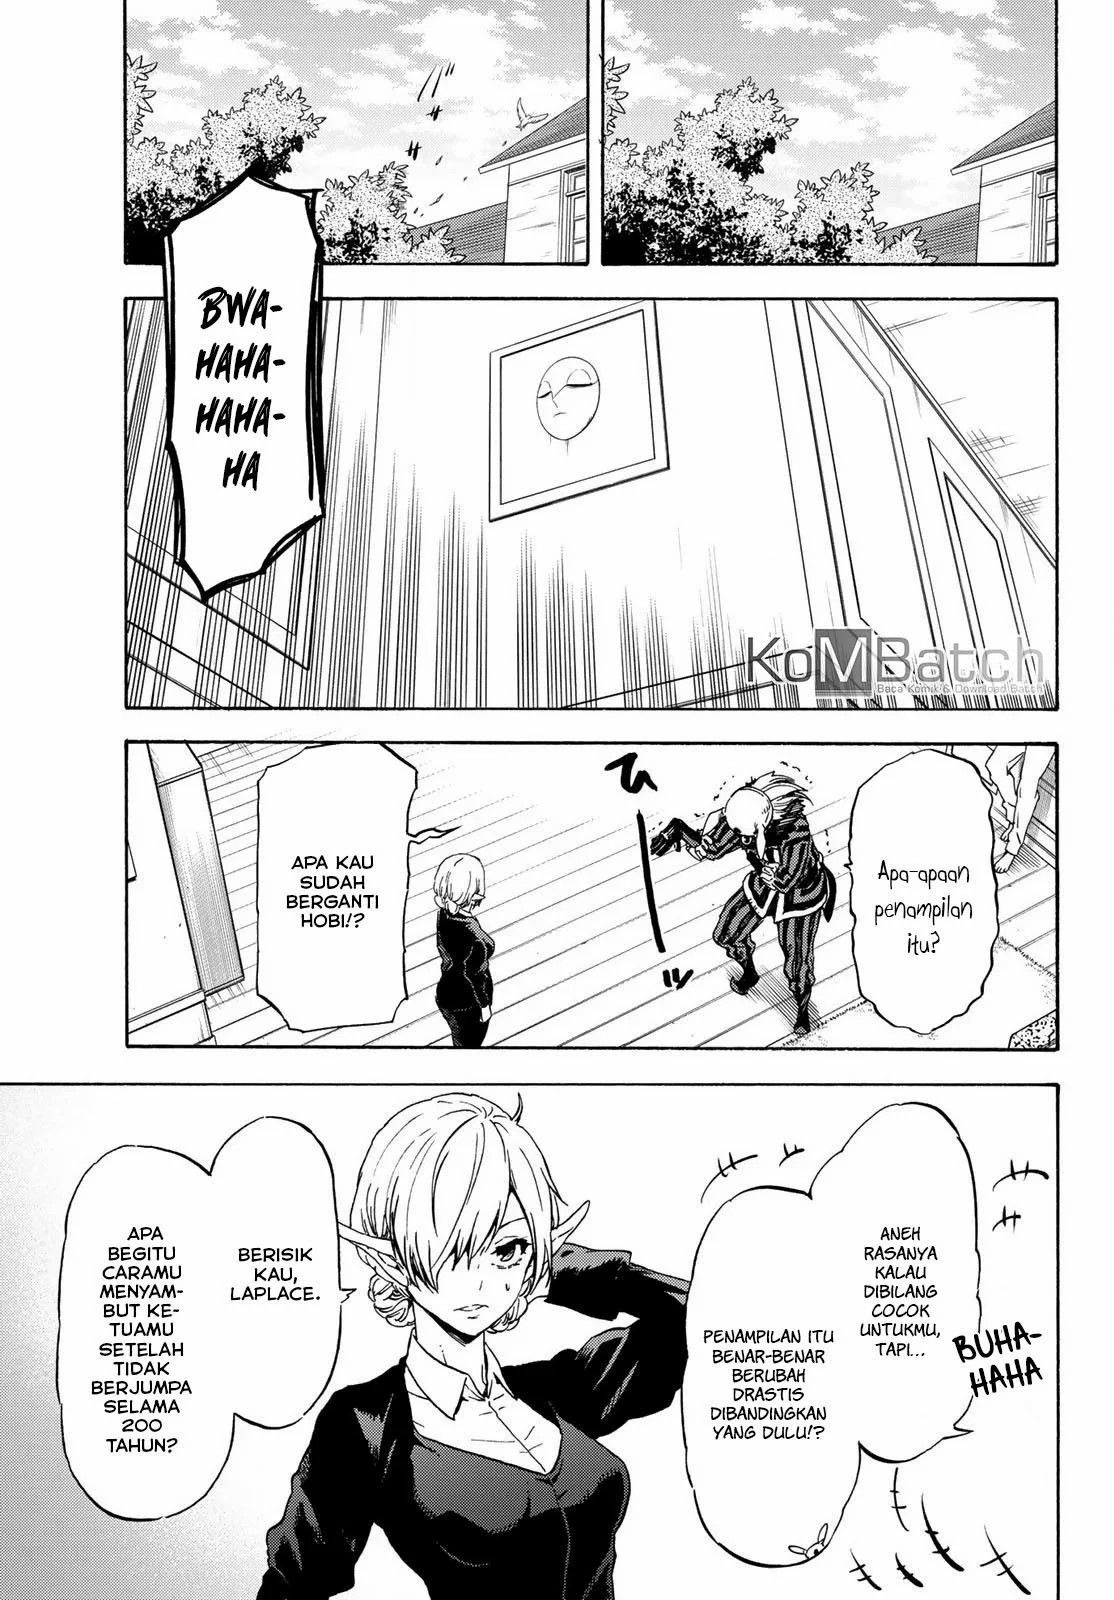 BWA-
HAHA-
HAHA-
HA
KoMBatch
Baca Komik & Download Batch
Apa-apaan
penampilan
itu?
ひ
ッ
APA KAU
SUDAH
BERGANTI
HOBI!?
ANEH
RASANYA
KALAU
DIBILANG
COCOK
UNTUKMU,
TAPI...
BUHA-
HAHA
PENAMPILAN ITU
BENAR-BENAR
BERUBAH
DRASTIS
DIBANDINGKAN
YANG DULU!?
BERISIK
KAU,
LAPLACE.
APA
BEGITU
CARAMU
MENYAM-
BUT KE-
TUAMU
SETELAH
TIDAK
BERJUMPA
SELAMA
200
TAHUN?